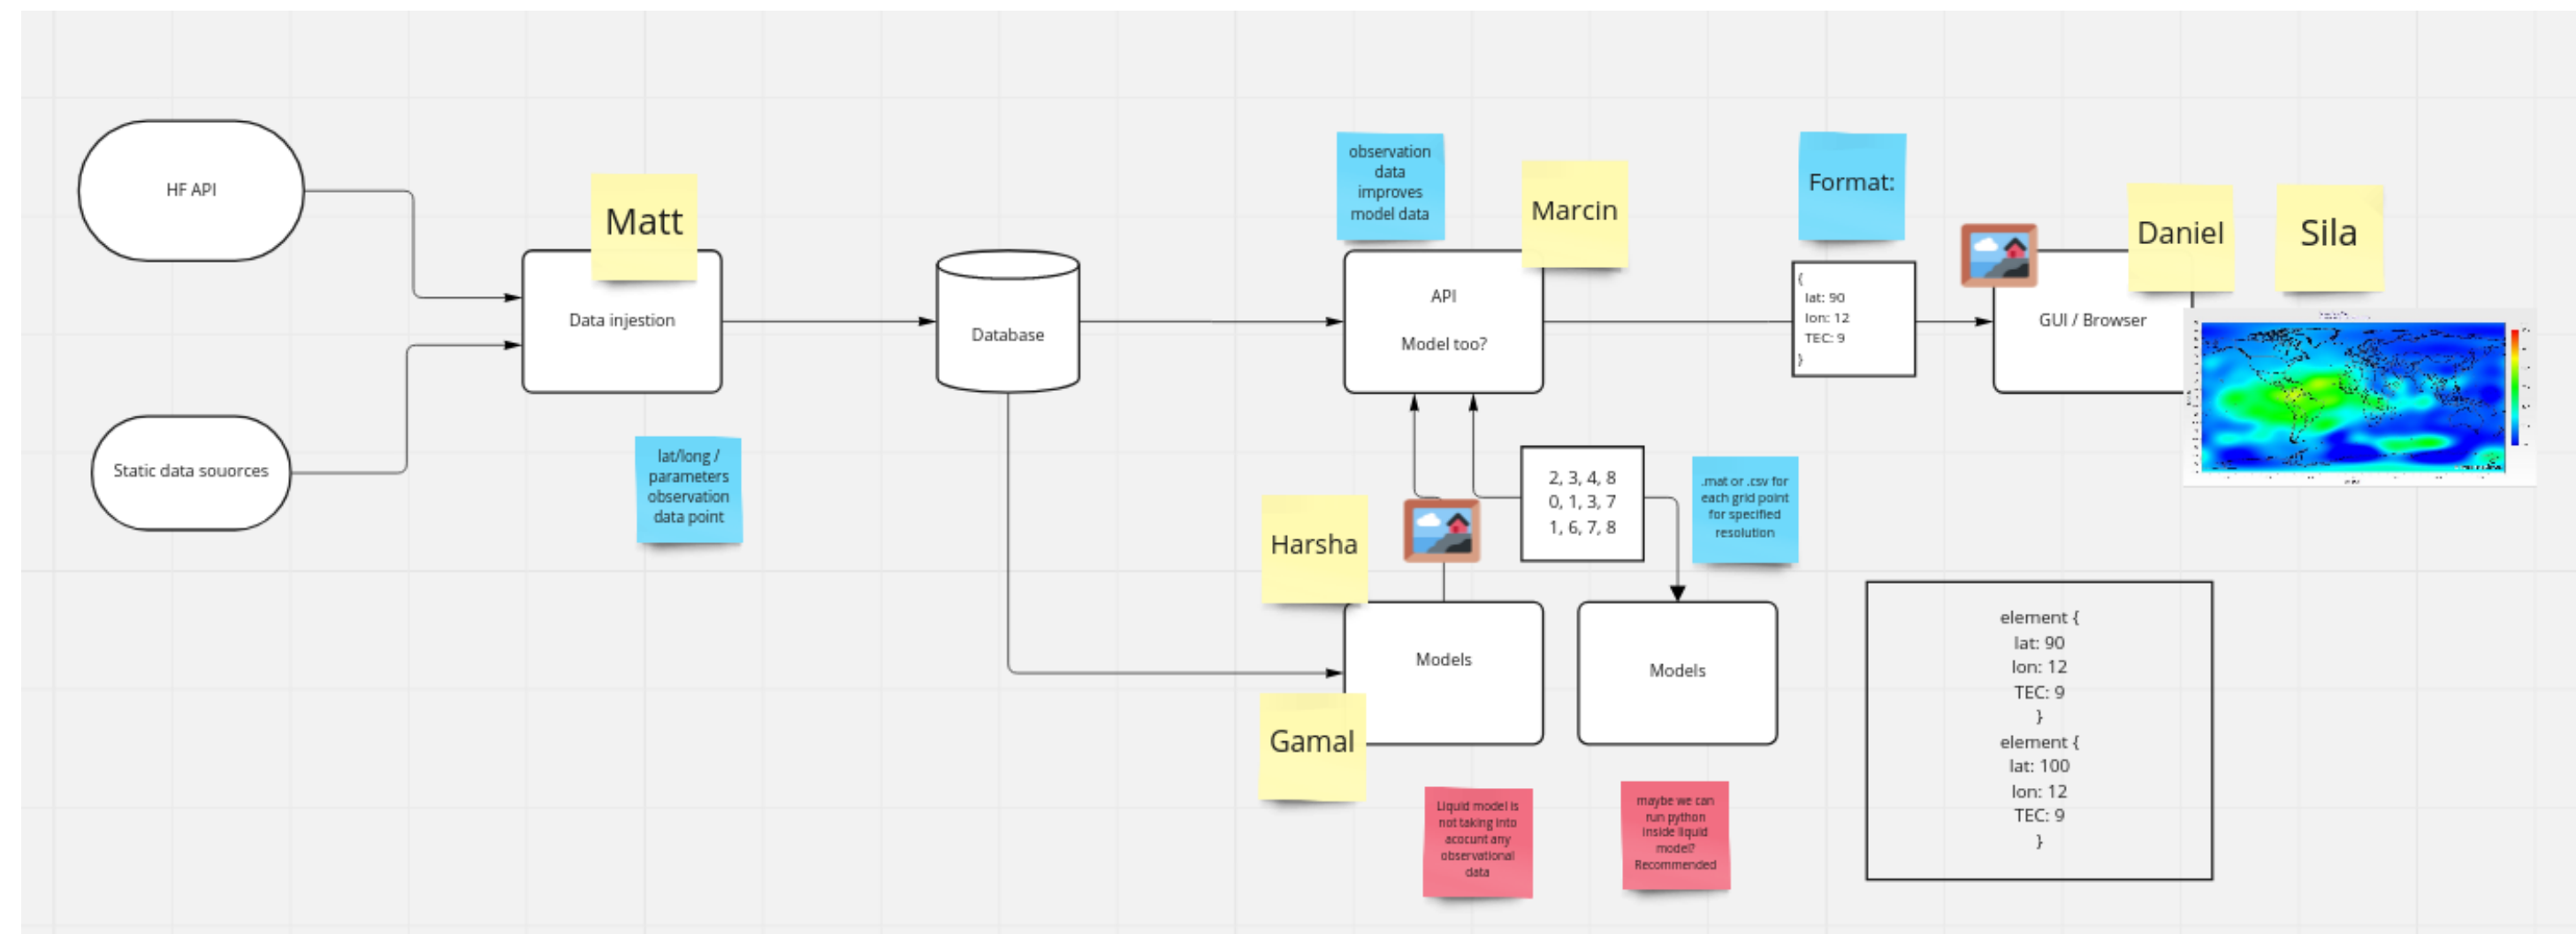 HF API
Static data souorces
Matt
Data injestion
lat/long /
parameters
observation
data point
Database
observation
data
improves
model data
Marcin
API
Model too?
Format:
{
lat: 90
lon: 12
TEC: 9
}
Daniel
Sila
GUI / Browser
2, 3, 4, 8
0, 1, 3, 7
1, 6, 7, 8
.mat or .csv for
each grid point
for specified
resolution
Harsha
Models
Gamal
Models
Liquid model is
not taking into
acocunt any
observational
data
maybe we can
run python
inside liquid
model?
Recommended
element {
lat: 90
lon: 12
TEC: 9
}
element {
lat: 100
lon: 12
TEC: 9
}